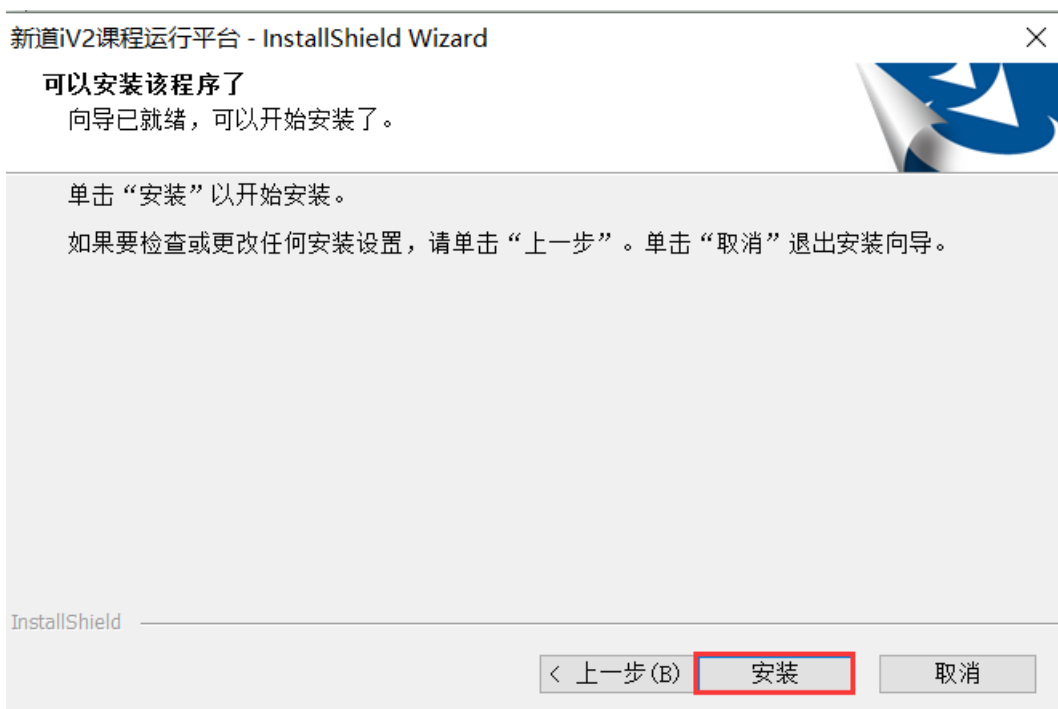 新道iV2课程运行平台 - InstallShield Wizard
可以安装该程序了
向导已就绪，可以开始安装了。
单击“安装”以开始安装。
如果要检查或更改任何安装设置，请单击“上一步”。单击“取消”退出安装向导。
InstallShield
< 上一步(B) 安装 取消